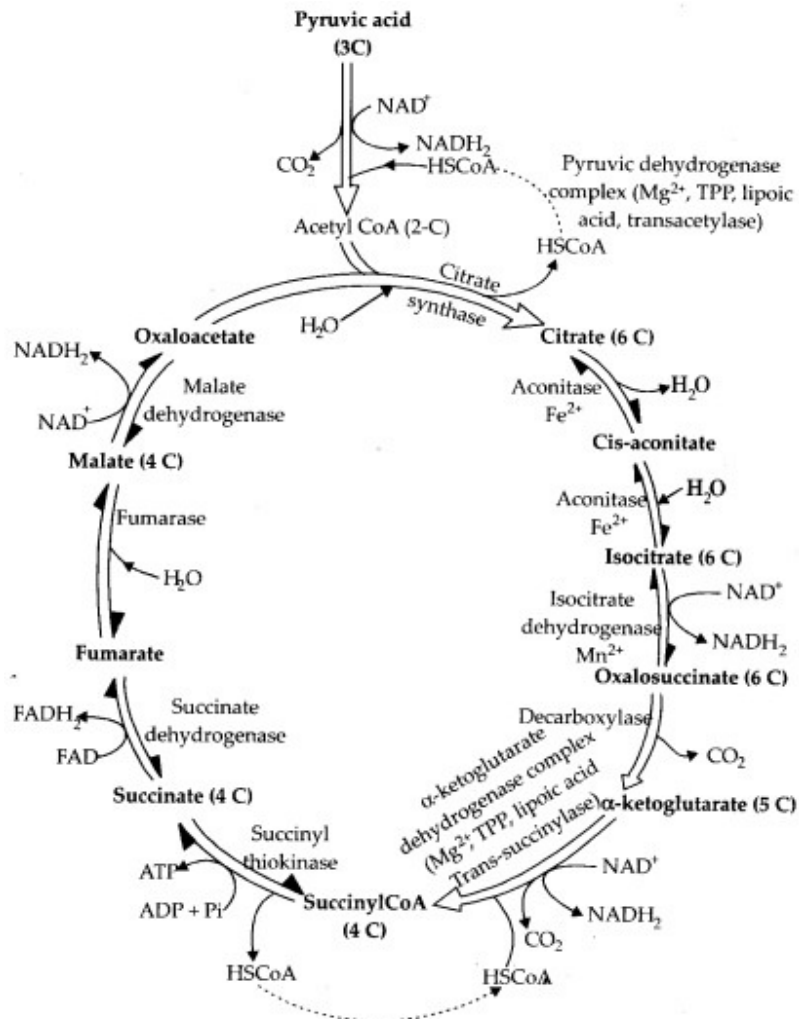 Pyruvic acid
(3C)
NAD⁺
NADH₂
CO₂
HSCoA
Pyruvic dehydrogenase
complex (Mg²⁺, TPP, lipoic
acid, transacetylase)
Acetyl CoA (2-C)
HSCoA
Citrate
synthase
H₂O
Oxaloacetate
Citrate (6 C)
NADH₂
NAD⁺
Malate
dehydrogenase
Aconitase
Fe²⁺
H₂O
Cis-aconitate
Malate (4 C)
Aconitase
Fe²⁺
H₂O
Fumarase
H₂O
Isocitrate (6 C)
Isocitrate
dehydrogenase
Mn²⁺
NAD⁺
NADH₂
Fumarate
Oxalosuccinate (6 C)
FADH₂
FAD
Succinate
dehydrogenase
Decarboxylase
CO₂
Succinate (4 C)
α-ketoglutarate (5 C)
α-ketoglutarate
dehydrogenase complex
(Mg²⁺, TPP, lipoic acid
Trans-succinylase)
Succinyl
thiokinase
ATP
ADP + Pi
NAD⁺
NADH₂
CO₂
SuccinylCoA
(4 C)
HSCoA
HSCoA